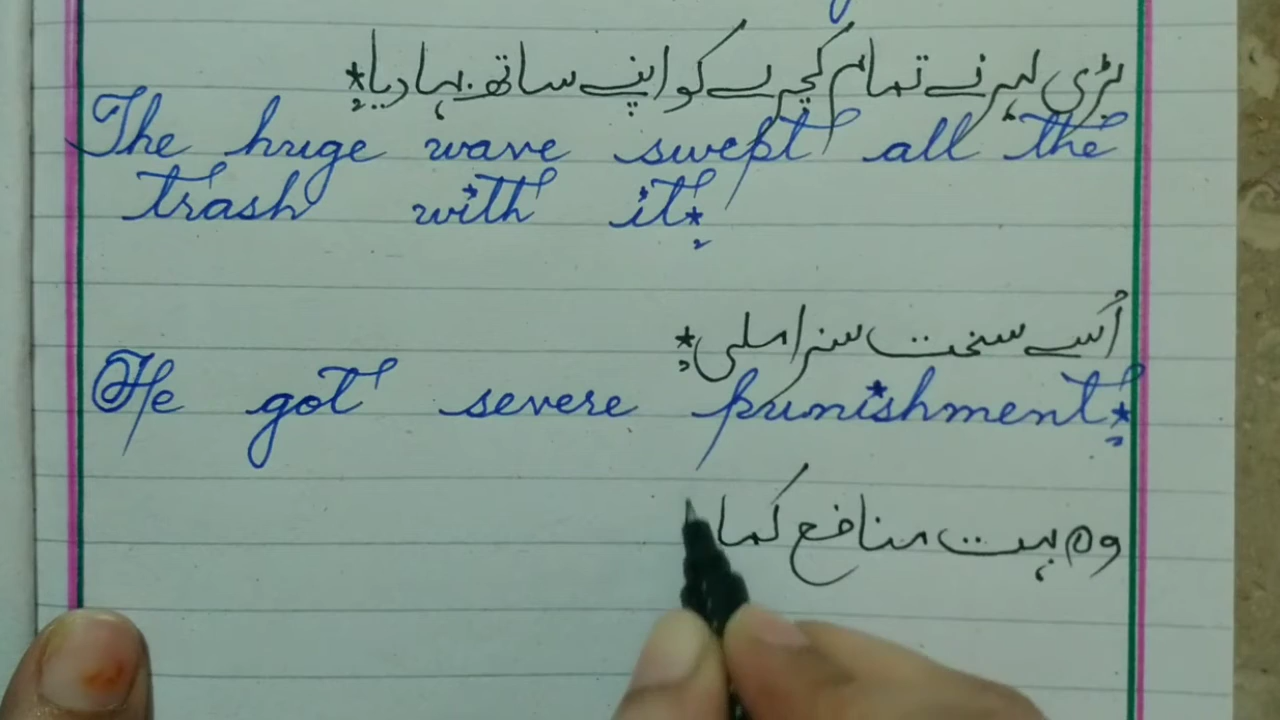 بڑی لہر نے تمام کچرے کو اپنے ساتھ بہا دیا
The huge wave swept all the
trash with it
اُسے سخت سزا ملی
He got severe punishment
وہ بہت منافع کما